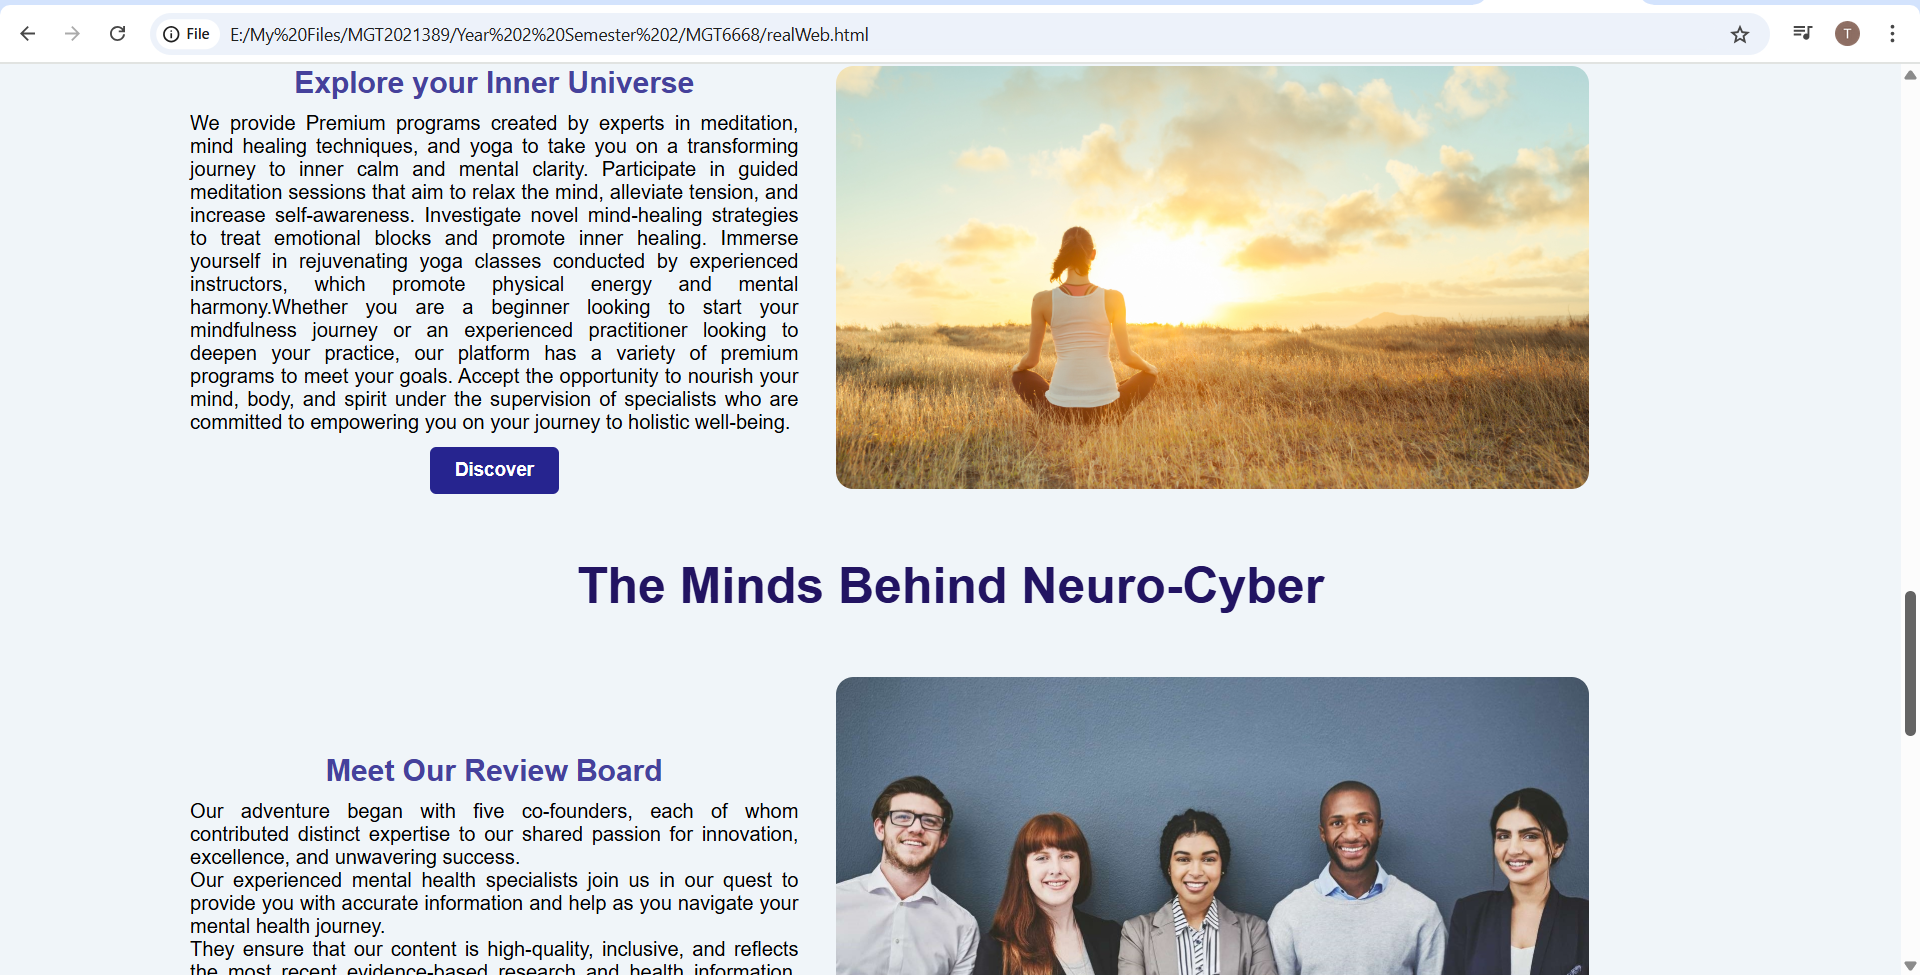 File
E:/My%20Files/MGT2021389/Year%202%20Semester%202/MGT6668/realWeb.html
T
Explore your Inner Universe
We provide Premium programs created by experts in meditation,
mind healing techniques, and yoga to take you on a transforming
journey to inner calm and mental clarity. Participate in guided
meditation sessions that aim to relax the mind, alleviate tension, and
increase self-awareness. Investigate novel mind-healing strategies
to treat emotional blocks and promote inner healing. Immerse
yourself in rejuvenating yoga classes conducted by experienced
instructors, which promote physical energy and mental
harmony.Whether you are a beginner looking to start your
mindfulness journey or an experienced practitioner looking to
deepen your practice, our platform has a variety of premium
programs to meet your goals. Accept the opportunity to nourish your
mind, body, and spirit under the supervision of specialists who are
committed to empowering you on your journey to holistic well-being.
Discover
The Minds Behind Neuro-Cyber
Meet Our Review Board
Our adventure began with five co-founders, each of whom
contributed distinct expertise to our shared passion for innovation,
excellence, and unwavering success.
Our experienced mental health specialists join us in our quest to
provide you with accurate information and help as you navigate your
mental health journey.
They ensure that our content is high-quality, inclusive, and reflects
the most recent evidence-based research and health information.